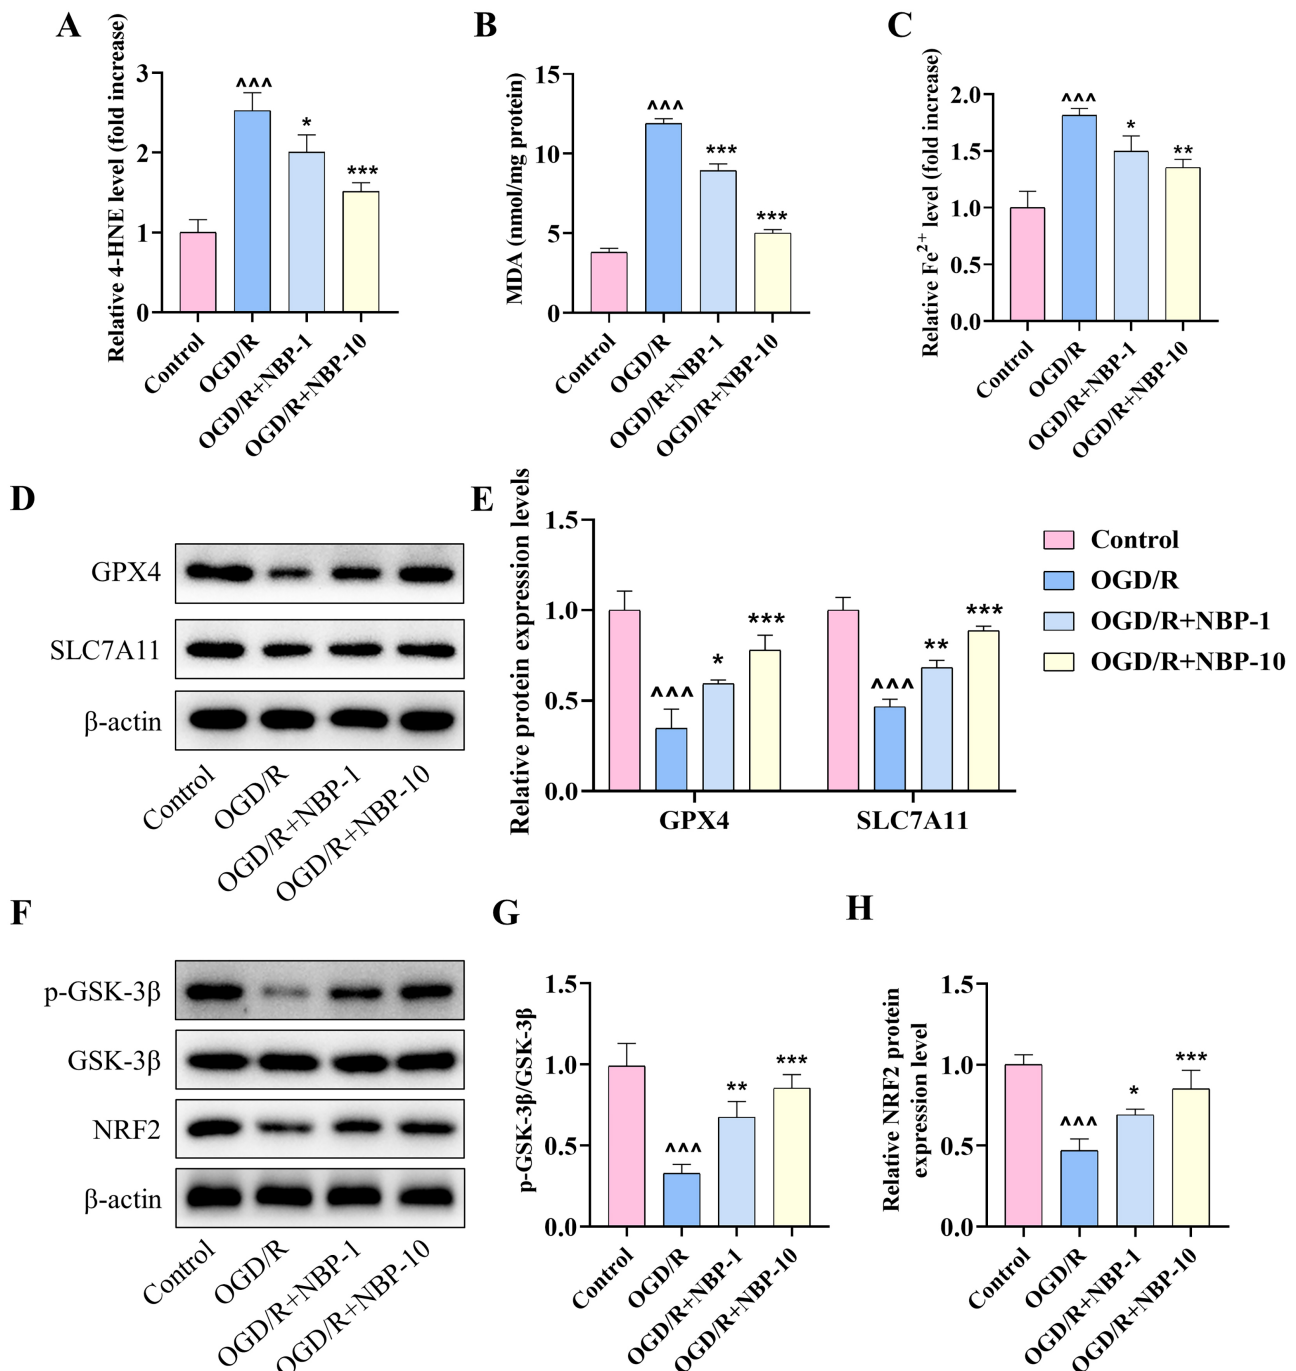 A
Relative 4-HNE level (fold increase)
3
2
1
0
^^^
*
***
Control
OGD/R
OGD/R+NBP-1
OGD/R+NBP-10
B
MDA (nmol/mg protein)
15
10
5
0
^^^
***
***
Control
OGD/R
OGD/R+NBP-1
OGD/R+NBP-10
C
Relative Fe²⁺ level (fold increase)
2.0
1.5
1.0
0.5
0.0
^^^
*
**
Control
OGD/R
OGD/R+NBP-1
OGD/R+NBP-10
D
GPX4
SLC7A11
β-actin
Control
OGD/R
OGD/R+NBP-1
OGD/R+NBP-10
E
Relative protein expression levels
1.5
1.0
0.5
0.0
^^^
*
***
^^^
**
***
GPX4
SLC7A11
Control
OGD/R
OGD/R+NBP-1
OGD/R+NBP-10
F
p-GSK-3β
GSK-3β
NRF2
β-actin
Control
OGD/R
OGD/R+NBP-1
OGD/R+NBP-10
G
p-GSK-3β/GSK-3β
1.5
1.0
0.5
0.0
^^^
**
***
Control
OGD/R
OGD/R+NBP-1
OGD/R+NBP-10
H
Relative NRF2 protein
expression level
1.5
1.0
0.5
0.0
^^^
*
***
Control
OGD/R
OGD/R+NBP-1
OGD/R+NBP-10